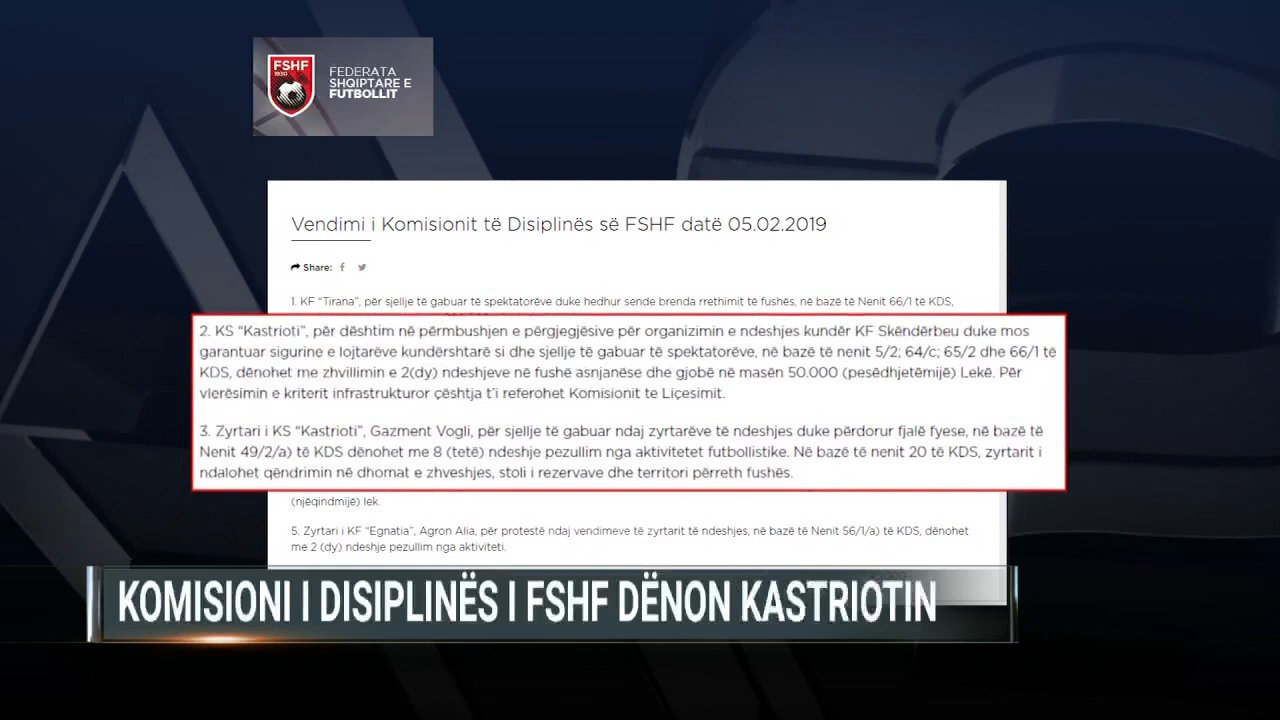 FSHF
1930
FEDERATA
SHQIPTARE E
FUTBOLLIT
Vendimi i Komisionit të Disiplinës së FSHF datë 05.02.2019
Share:
1. KF “Tirana”, për sjellje të gabuar të spektatorëve duke hedhur sende brenda rrethimit të fushës, në bazë të Nenit 66/1 të KDS,
2. KS “Kastrioti”, për dështim në përmbushjen e përgjegjësive për organizimin e ndeshjes kundër KF Skëndërbeu duke mos
garantuar sigurine e lojtarëve kundërshtarë si dhe sjellje të gabuar të spektatorëve, në bazë të nenit 5/2; 64/c; 65/2 dhe 66/1 të
KDS, dënohet me zhvillimin e 2(dy) ndeshjeve në fushë asnjanëse dhe gjobë në masën 50.000 (pesëdhjetëmijë) Lekë. Për
vlerësimin e kriterit infrastrukturor çështja t’i referohet Komisionit te Liçesimit.
3. Zyrtari i KS “Kastrioti”, Gazment Vogli, për sjellje të gabuar ndaj zyrtarëve të ndeshjes duke përdorur fjalë fyese, në bazë të
Nenit 49/2/a) të KDS dënohet me 8 (tetë) ndeshje pezullim nga aktivitetet futbollistike. Në bazë të nenit 20 të KDS, zyrtarit i
ndalohet qëndrimin në dhomat e zhveshjes, stoli i rezervave dhe territori përreth fushës.
(njëqindmijë) lek.
5. Zyrtari i KF “Egnatia”, Agron Alia, për protestë ndaj vendimeve të zyrtarit të ndeshjes, në bazë të Nenit 56/1/a) të KDS, dënohet
me 2 (dy) ndeshje pezullim nga aktiviteti.
KOMISIONI I DISIPLINËS I FSHF DËNON KASTRIOTIN